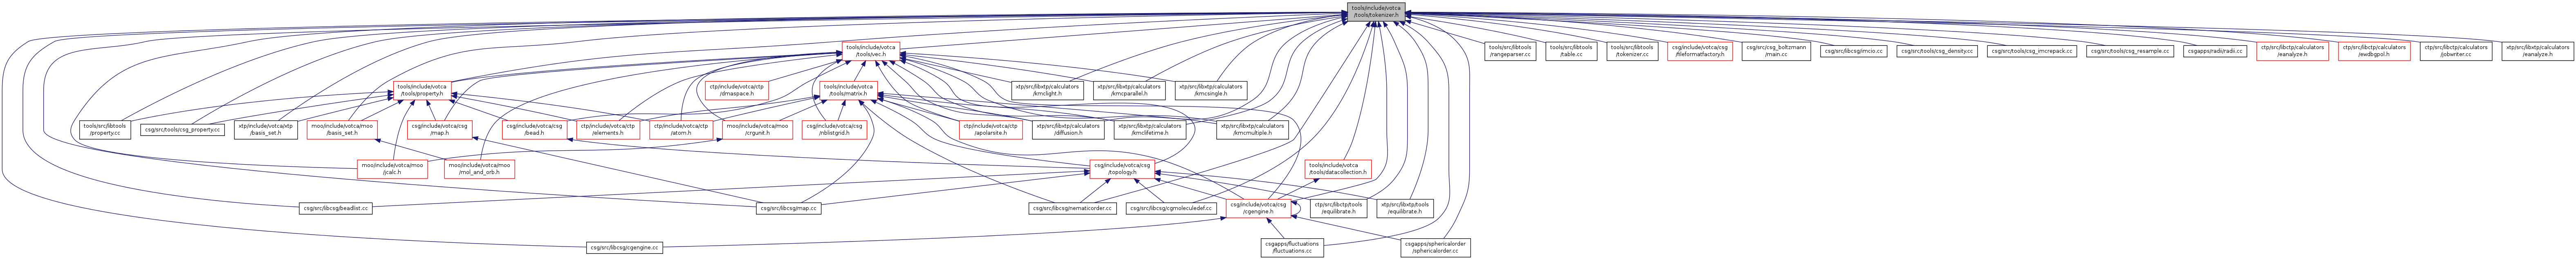 tools/include/votca
/tools/tokenizer.h
tools/include/votca
/tools/vec.h
tools/src/libtools
/rangeparser.cc
tools/src/libtools
/table.cc
tools/src/libtools
/tokenizer.cc
csg/include/votca/csg
/fileformatfactory.h
csg/src/csg_boltzmann
/main.cc
csg/src/libcsg/imcio.cc
csg/src/tools/csg_density.cc
csg/src/tools/csg_imcrepack.cc
csg/src/tools/csg_resample.cc
csgapps/radii/radii.cc
ctp/src/libctp/calculators
/eanalyze.h
ctp/src/libctp/calculators
/ewdbgpol.h
ctp/src/libctp/calculators
/jobwriter.cc
xtp/src/libxtp/calculators
/eanalyze.h
tools/include/votca
/tools/property.h
ctp/include/votca/ctp
/dmaspace.h
tools/include/votca
/tools/matrix.h
xtp/src/libxtp/calculators
/kmclight.h
xtp/src/libxtp/calculators
/kmcparallel.h
xtp/src/libxtp/calculators
/kmcsingle.h
tools/src/libtools
/property.cc
csg/src/tools/csg_property.cc
xtp/include/votca/xtp
/basis_set.h
moo/include/votca/moo
/basis_set.h
csg/include/votca/csg
/map.h
csg/include/votca/csg
/bead.h
ctp/include/votca/ctp
/elements.h
ctp/include/votca/ctp
/atom.h
moo/include/votca/moo
/crgunit.h
csg/include/votca/csg
/nblistgrid.h
ctp/include/votca/ctp
/apolarsite.h
xtp/src/libxtp/calculators
/diffusion.h
xtp/src/libxtp/calculators
/kmclifetime.h
xtp/src/libxtp/calculators
/kmcmultiple.h
moo/include/votca/moo
/jcalc.h
moo/include/votca/moo
/mol_and_orb.h
csg/include/votca/csg
/topology.h
tools/include/votca
/tools/datacollection.h
csg/src/libcsg/beadlist.cc
csg/src/libcsg/map.cc
csg/src/libcsg/nematicorder.cc
csg/src/libcsg/cgmoleculedef.cc
csg/include/votca/csg
/cgengine.h
ctp/src/libctp/tools
/equilibrate.h
xtp/src/libxtp/tools
/equilibrate.h
csg/src/libcsg/cgengine.cc
csgapps/fluctuations
/fluctuations.cc
csgapps/sphericalorder
/sphericalorder.cc